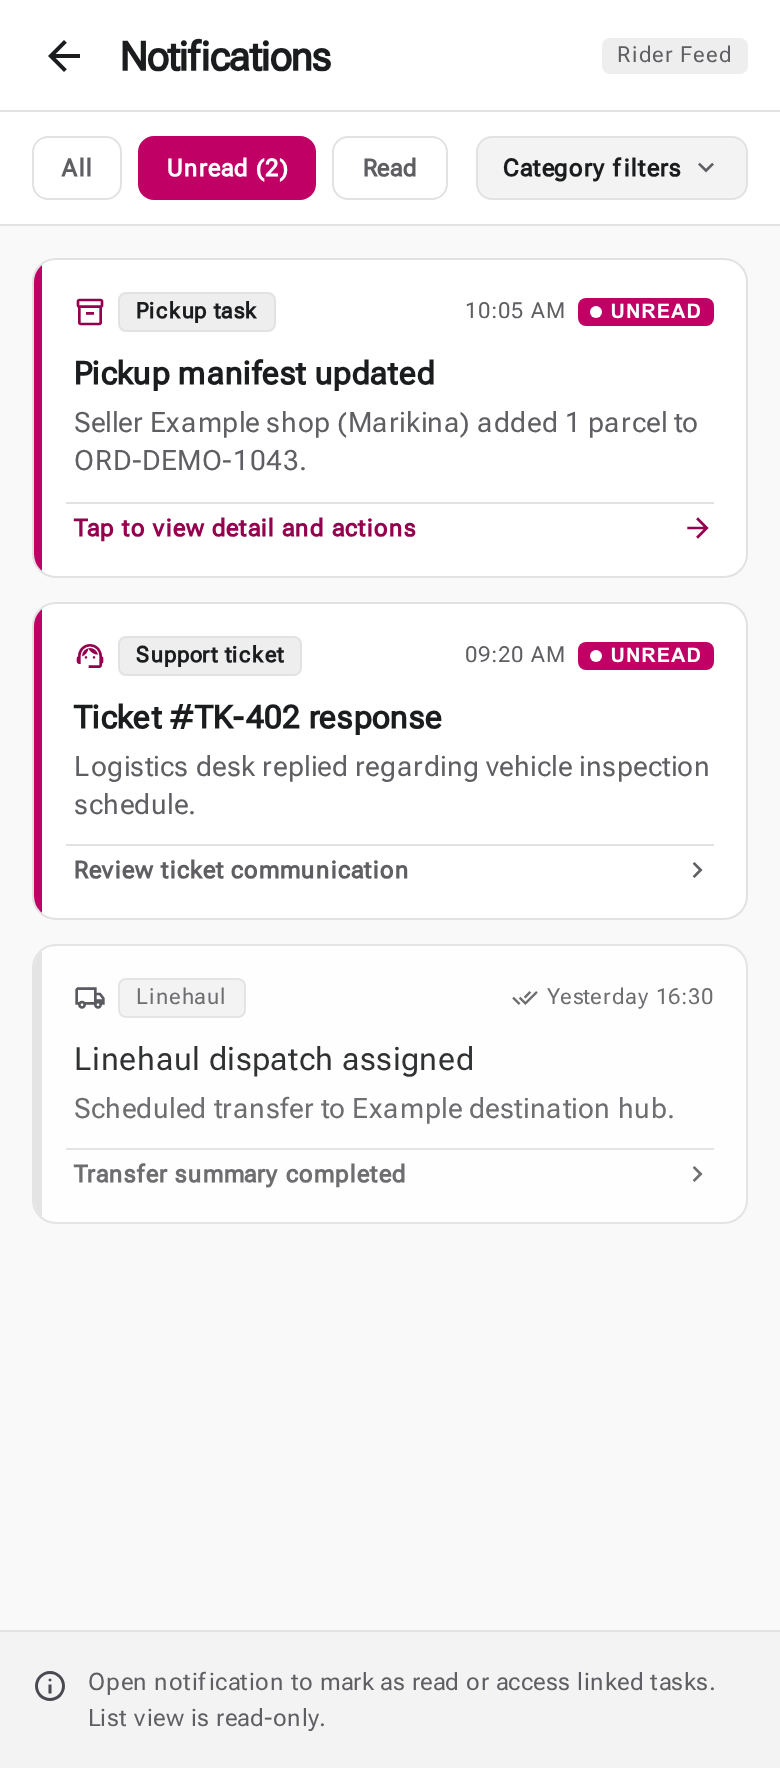 Notifications
Rider Feed
All
Unread (2)
Read
Category filters
Pickup task
10:05 AM
UNREAD
Pickup manifest updated
Seller Example shop (Marikina) added 1 parcel to
ORD-DEMO-1043.
Tap to view detail and actions
Support ticket
09:20 AM
UNREAD
Ticket #TK-402 response
Logistics desk replied regarding vehicle inspection
schedule.
Review ticket communication
Linehaul
Yesterday 16:30
Linehaul dispatch assigned
Scheduled transfer to Example destination hub.
Transfer summary completed
Open notification to mark as read or access linked tasks.
List view is read-only.